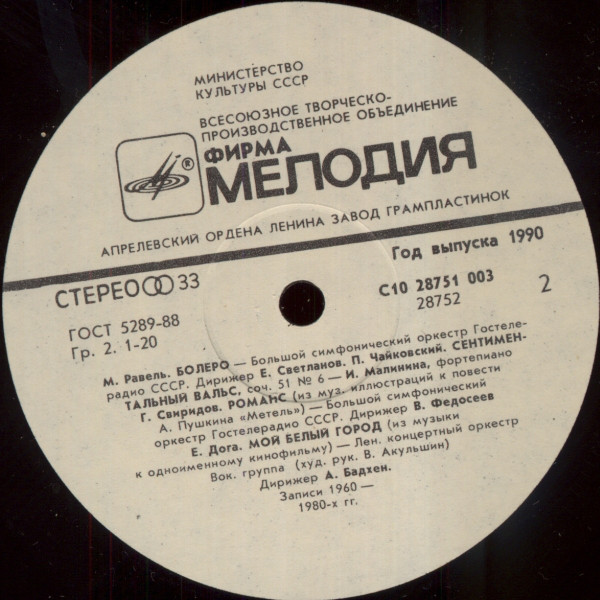 МИНИСТЕРСТВО
КУЛЬТУРЫ СССР
ВСЕСОЮЗНОЕ ТВОРЧЕСКО-
ПРОИЗВОДСТВЕННОЕ ОБЪЕДИНЕНИЕ
ФИРМА
®
МЕЛОДИЯ
АПРЕЛЕВСКИЙ ОРДЕНА ЛЕНИНА ЗАВОД ГРАМПЛАСТИНОК
Год выпуска 1990
СТЕРЕО 33
С10 28751 003
28752
2
ГОСТ 5289-88
Гр. 2. 1-20
М. Равель. БОЛЕРО — Большой симфонический оркестр Гостеле-
радио СССР. Дирижер Е. Светланов. П. Чайковский. СЕНТИМЕН-
ТАЛЬНЫЙ ВАЛЬС, соч. 51 № 6 — И. Малинина, фортепиано
Г. Свиридов. РОМАНС (из муз. иллюстраций к повести
А. Пушкина «Метель») — Большой симфонический
оркестр Гостелерадио СССР. Дирижер В. Федосеев
Е. Дога. МОЙ БЕЛЫЙ ГОРОД (из музыки
к одноименному кинофильму) — Лен. концертный оркестр
Вок. группа (худ. рук. В. Акульшин)
Дирижер А. Бадхен.
Записи 1960 —
1980-х гг.